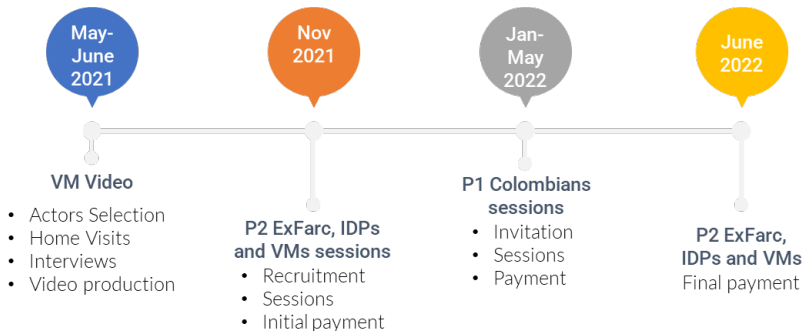 May-
June
2021
Nov
2021
Jan-
May
2022
June
2022
VM Video
• Actors Selection
• Home Visits
• Interviews
• Video production
P2 ExFarc, IDPs
and VMs sessions
• Recruitment
• Sessions
• Initial payment
P1 Colombians
sessions
• Invitation
• Sessions
• Payment
P2 ExFarc,
IDPs and VMs
Final payment